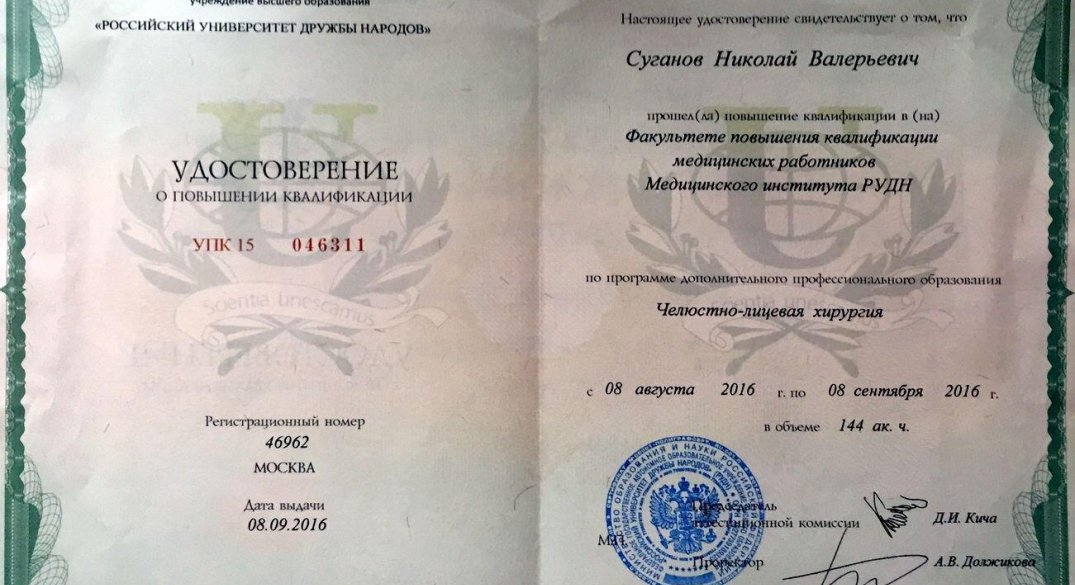 учреждение высшего образования
«РОССИЙСКИЙ УНИВЕРСИТЕТ ДРУЖБЫ НАРОДОВ»
УДОСТОВЕРЕНИЕ
О ПОВЫШЕНИИ КВАЛИФИКАЦИИ
УПК 15 046311
Scientia unescamus
Регистрационный номер
46962
МОСКВА
Дата выдачи
08.09.2016
Настоящее удостоверение свидетельствует о том, что
Суганов Николай Валерьевич
прошел(ла) повышение квалификации в (на)
Факультете повышения квалификации
медицинских работников
Медицинского института РУДН
по программе дополнительного профессионального образования
Челюстно-лицевая хирургия
с 08 августа 2016 г. по 08 сентября 2016 г.
в объеме 144 ак. ч.
Председатель
аттестационной комиссии Д.И. Кича
М.П.
Проректор А.В. Должикова